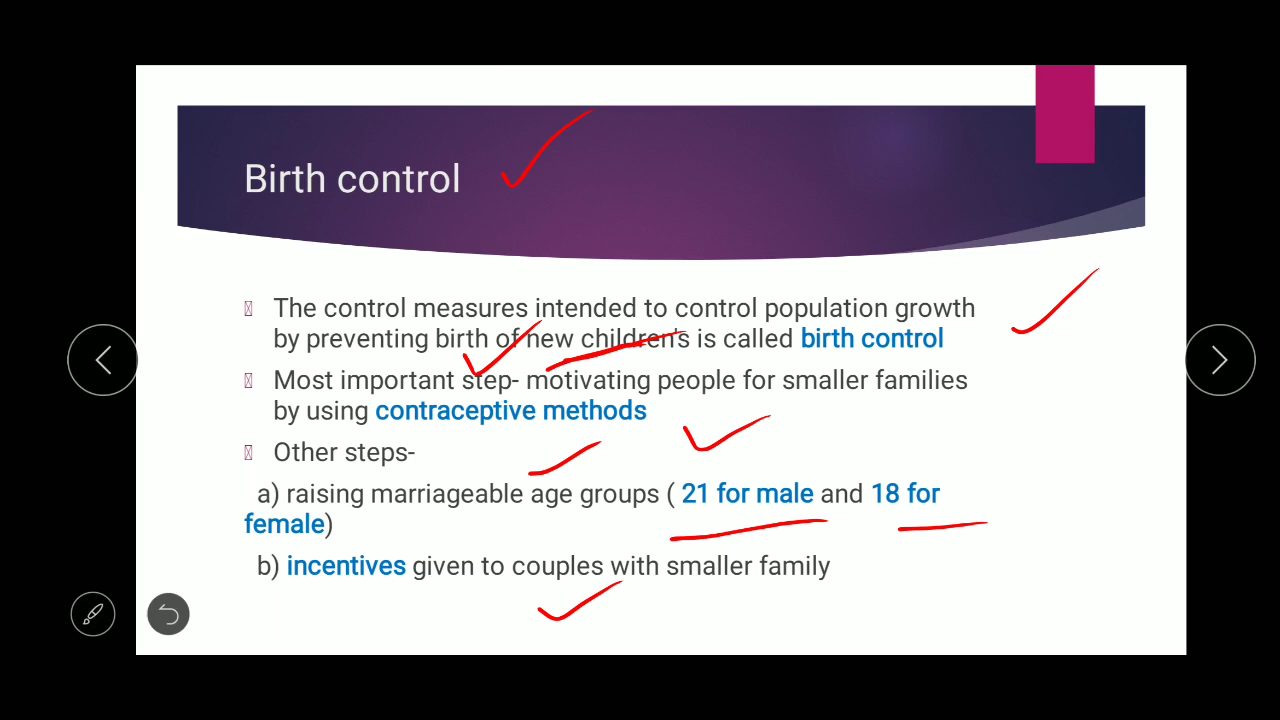 Birth control
The control measures intended to control population growth
by preventing birth of new children's is called birth control
Most important step- motivating people for smaller families
by using contraceptive methods
Other steps-
a) raising marriageable age groups ( 21 for male and 18 for
female)
b) incentives given to couples with smaller family